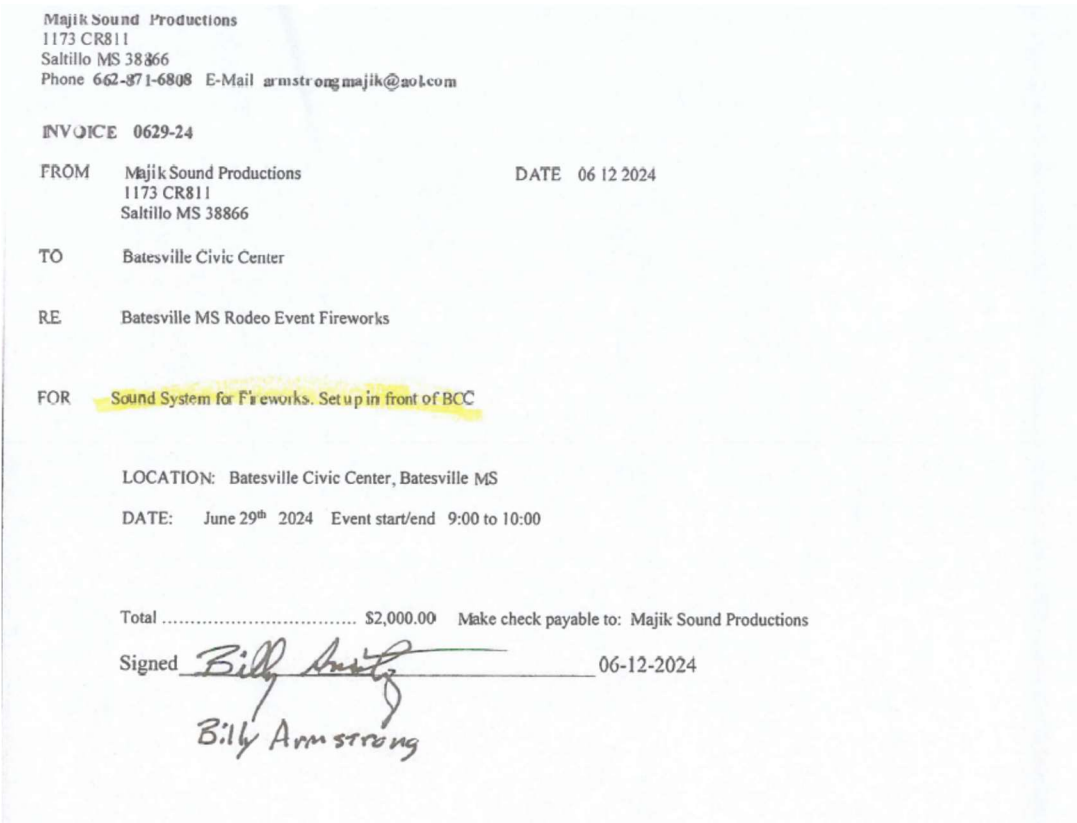 Majik Sound Productions
1173 CR811
Saltillo MS 38866
Phone 662-871-6808 E-Mail armstrongmajik@aol.com
INVOICE 0629-24
FROM Majik Sound Productions DATE 06 12 2024
1173 CR811
Saltillo MS 38866
TO Batesville Civic Center
RE Batesville MS Rodeo Event Fireworks
FOR Sound System for Fireworks. Set up in front of BCC
LOCATION: Batesville Civic Center, Batesville MS
DATE: June 29th 2024 Event start/end 9:00 to 10:00
Total ................................ $2,000.00 Make check payable to: Majik Sound Productions
Signed Billy 06-12-2024
Billy Armstrong